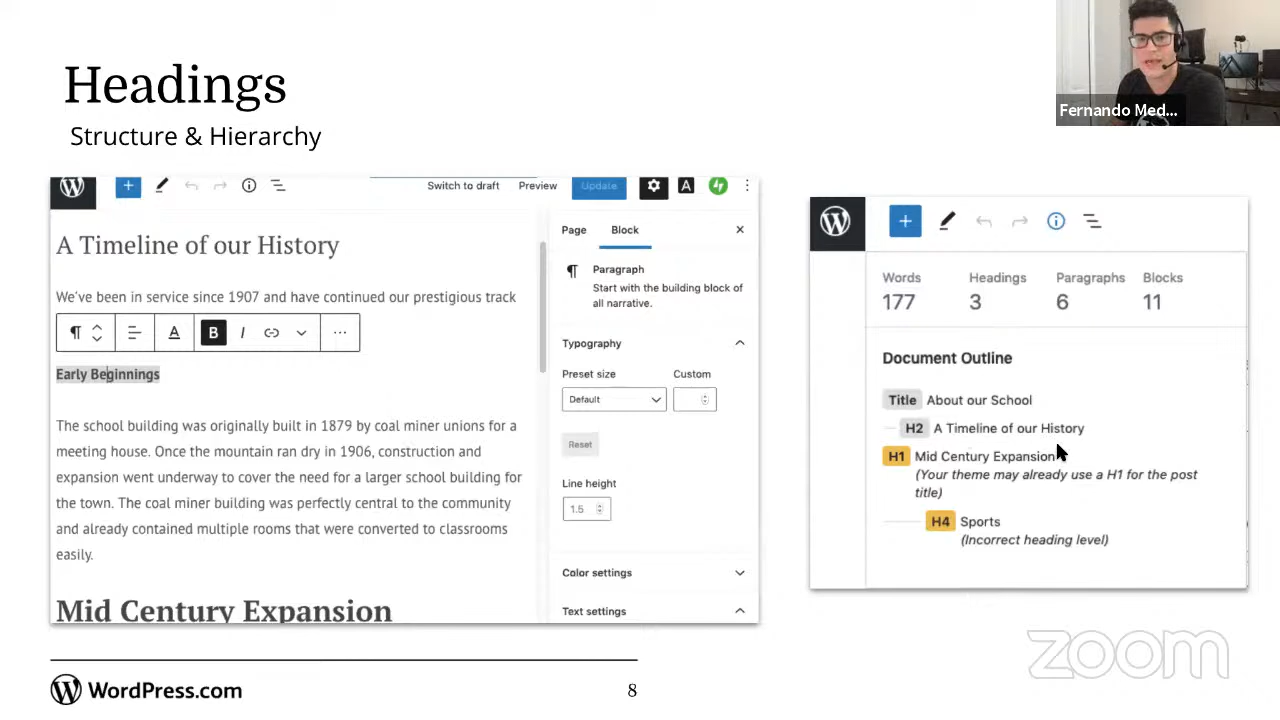 Headings
Structure & Hierarchy
Fernando Med...
Switch to draft
Preview
Update
A
A Timeline of our History
We've been in service since 1907 and have continued our prestigious track
A
B
I
Early Beginnings
The school building was originally built in 1879 by coal miner unions for a
meeting house. Once the mountain ran dry in 1906, construction and
expansion went underway to cover the need for a larger school building for
the town. The coal miner building was perfectly central to the community
and already contained multiple rooms that were converted to classrooms
easily.
Mid Century Expansion
Page
Block
Paragraph
Start with the building block of
all narrative.
Typography
Preset size
Custom
Default
Reset
Line height
1.5
Color settings
Text settings
Words
Headings
Paragraphs
Blocks
177
3
6
11
Document Outline
Title About our School
H2 A Timeline of our History
H1 Mid Century Expansion
(Your theme may already use a H1 for the post
title)
H4 Sports
(Incorrect heading level)
zoom
WordPress.com
8